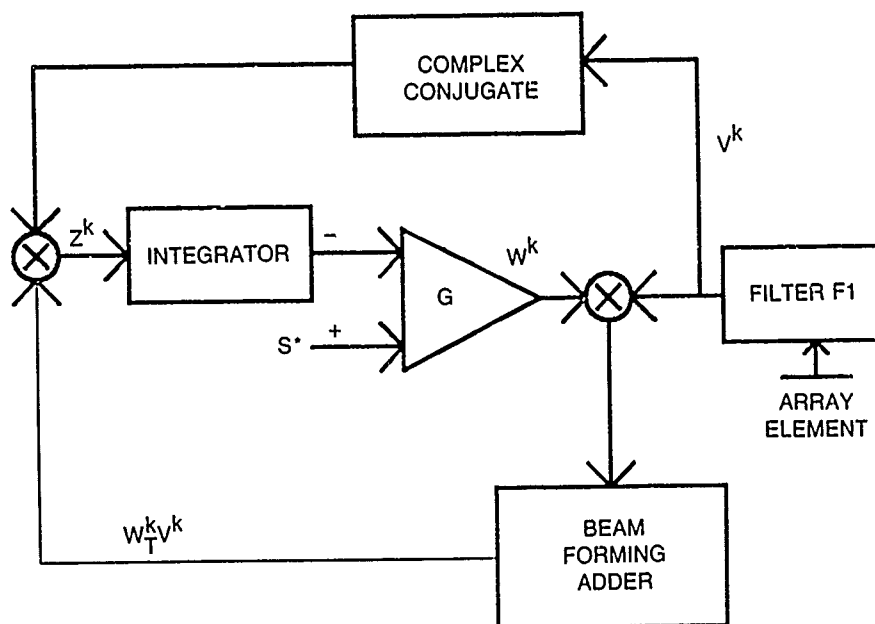 COMPLEX
CONJUGATE
V^k
Z^k
INTEGRATOR
−
W^k
G
FILTER F1
S* +
ARRAY
ELEMENT
W_T^k V^k
BEAM
FORMING
ADDER